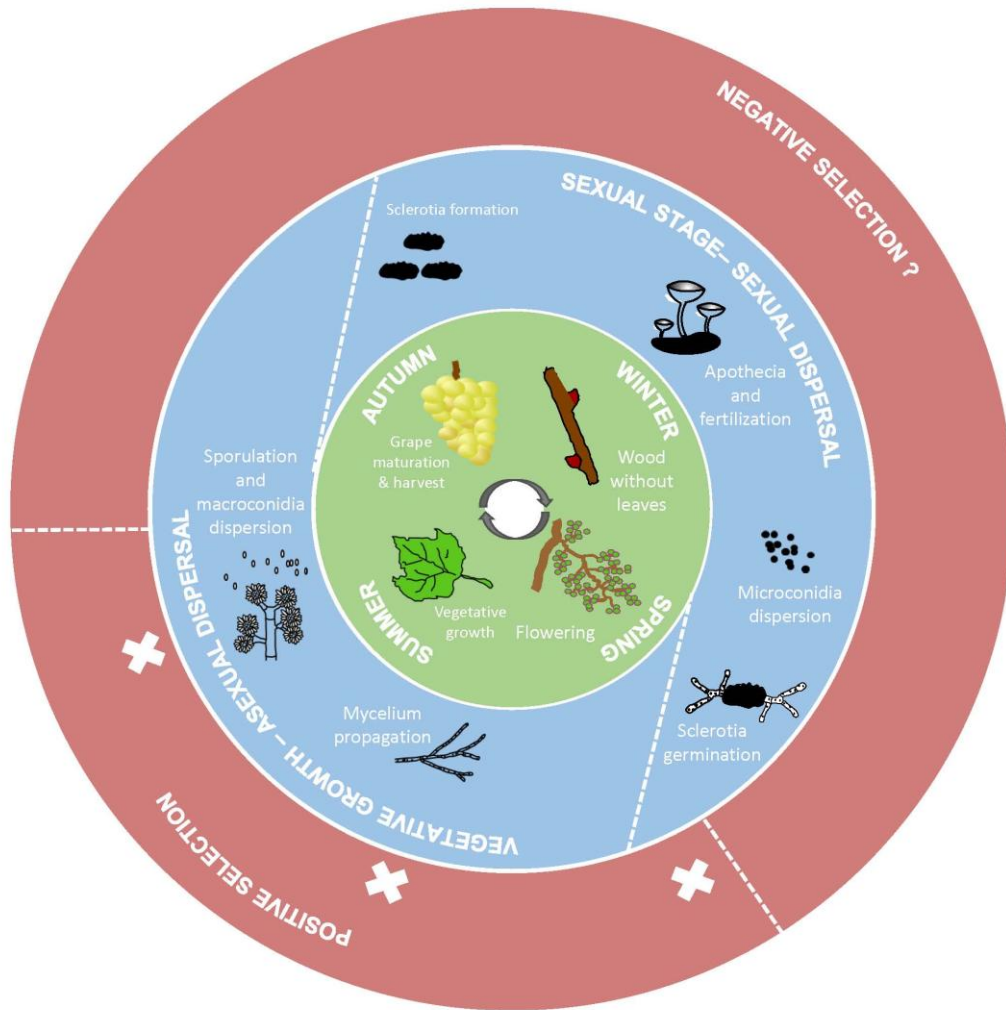 NEGATIVE SELECTION ?
SEXUAL STAGE– SEXUAL DISPERSAL
Sclerotia formation
Apothecia
and
fertilization
Microconidia
dispersion
Sclerotia
germination
VEGETATIVE GROWTH – ASEXUAL DISPERSAL
Sporulation
and
macroconidia
dispersion
Mycelium
propagation
AUTUMN
Grape
maturation
& harvest
WINTER
Wood
without
leaves
SUMMER
Vegetative
growth
SPRING
Flowering
POSITIVE SELECTION